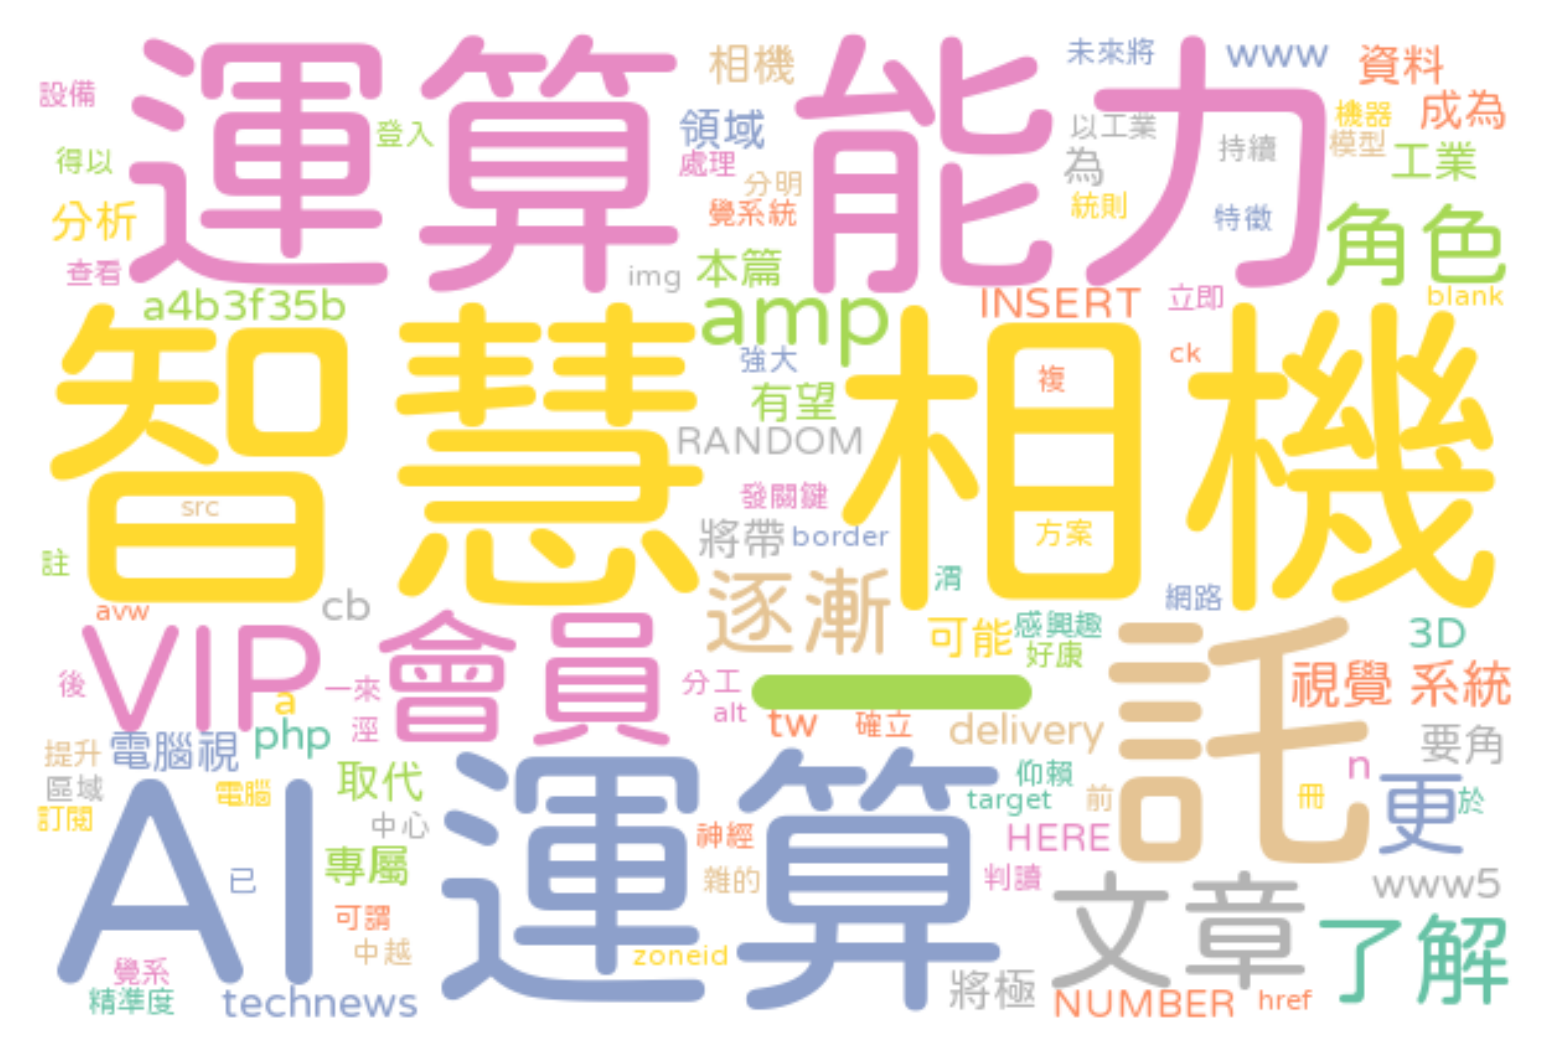 運算能力
相機
未來將
www
資料
設備
登入
領域
以工業
機器
成為
得以
處理
為
持續
模型
工業
分明
分析
覺系統
統則
特徵
角色
查看
img
本篇
a4b3f35b
amp
INSERT
立即
blank
智慧相機
強大
複
ck
有望
RANDOM
src
發關鍵
註
將帶
border
方案
avw
cb
逐漸
渭
網路
VIP會員
可能
感興趣
好康
託
3D
後
a
一來
分工
一
視覺 系統
alt
tw
確立
delivery
php
涇
提升
電腦視
要角
n
區域
電腦
取代
仰賴
target
前
冊
更
於
訂閱
AI運算
中心
神經
HERE
已
專屬
雜的
判讀
文章
www5
可謂
中越
zoneid
了解
覺系
精準度
technews
將極
NUMBER
href